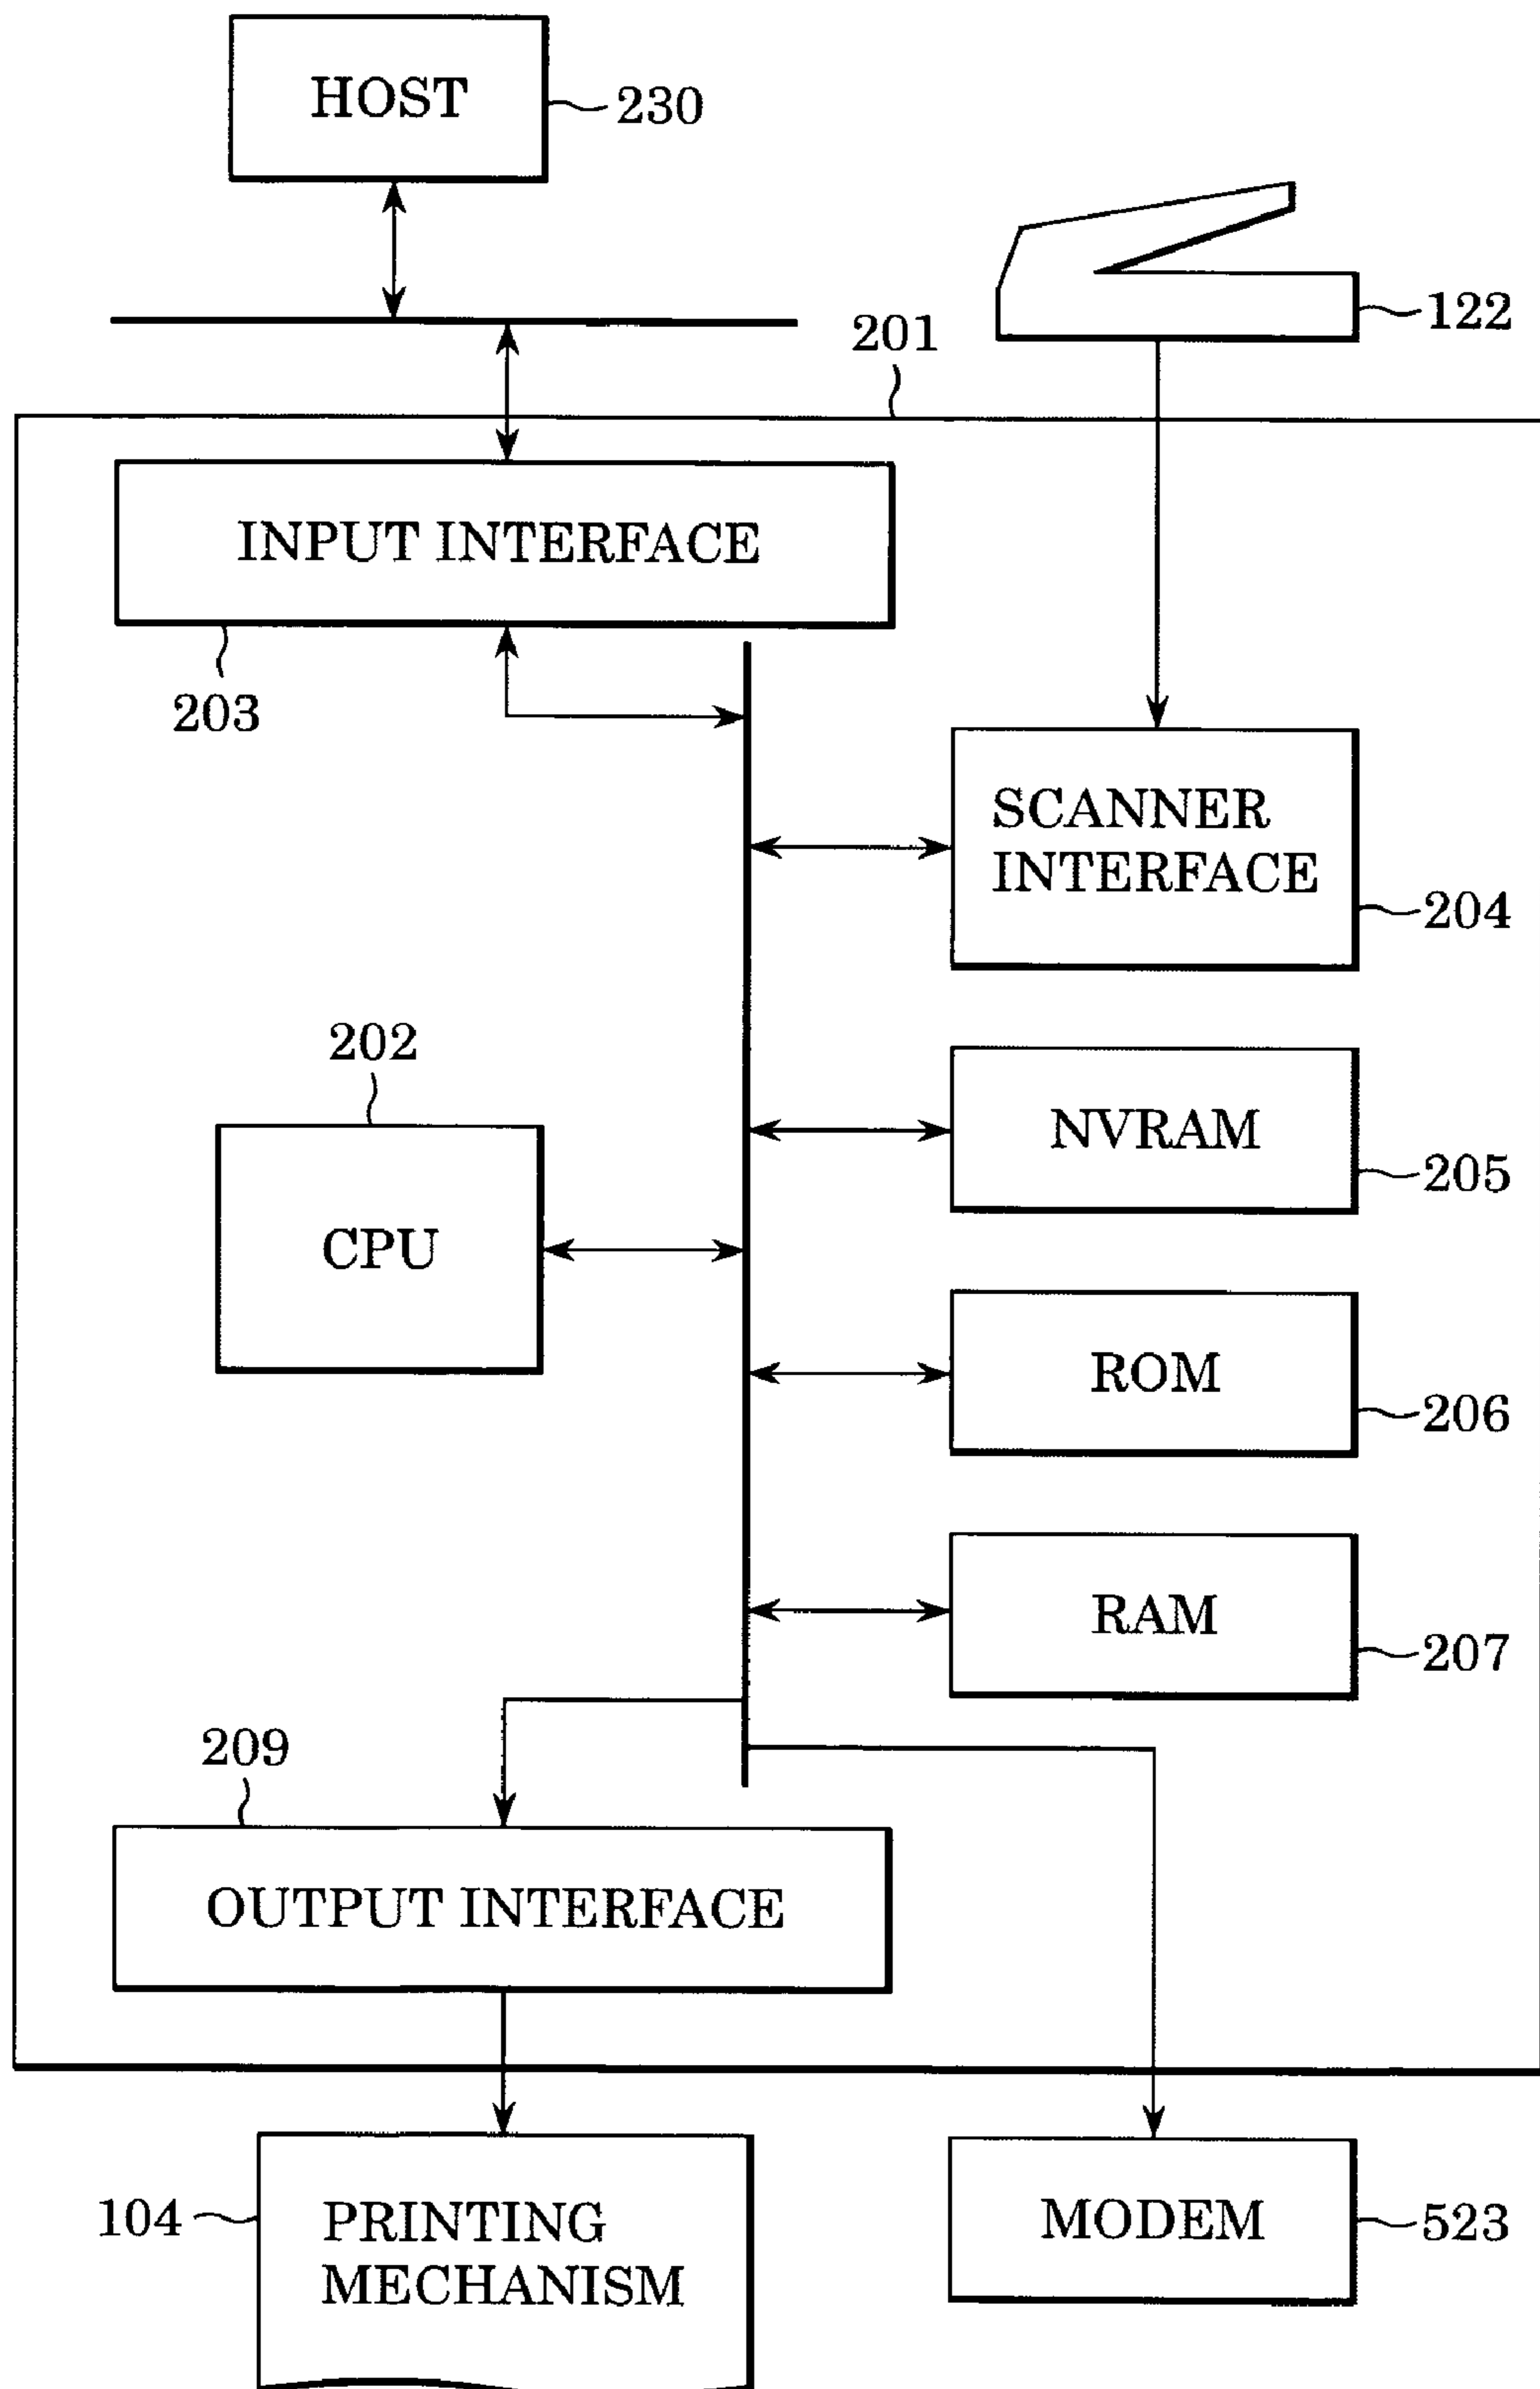 HOST
230
122
201
INPUT INTERFACE
203
SCANNER
INTERFACE
204
202
NVRAM
205
CPU
ROM
206
RAM
207
209
OUTPUT INTERFACE
104
PRINTING
MECHANISM
MODEM
523